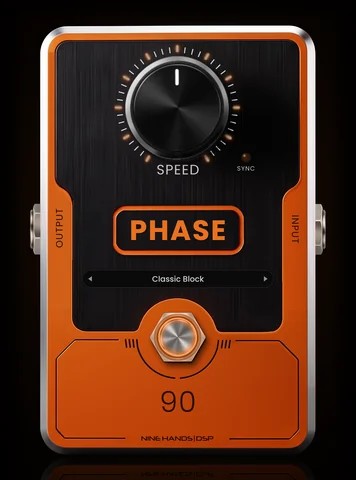 SPEED
SYNC
OUTPUT
INPUT
PHASE
Classic Block
90
NINE HANDS|DSP